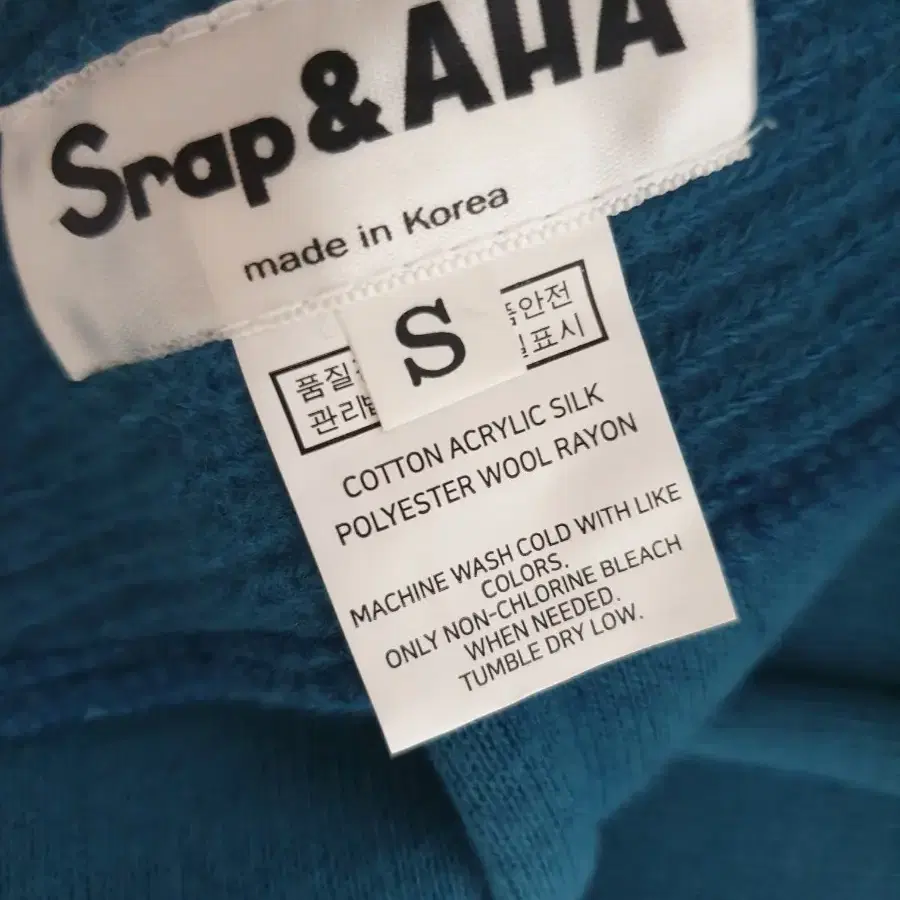 Srap&AHA
made in Korea
S
품질
관리
안전
표시
COTTON ACRYLIC SILK
POLYESTER WOOL RAYON
MACHINE WASH COLD WITH LIKE
COLORS.
ONLY NON-CHLORINE BLEACH
WHEN NEEDED.
TUMBLE DRY LOW.